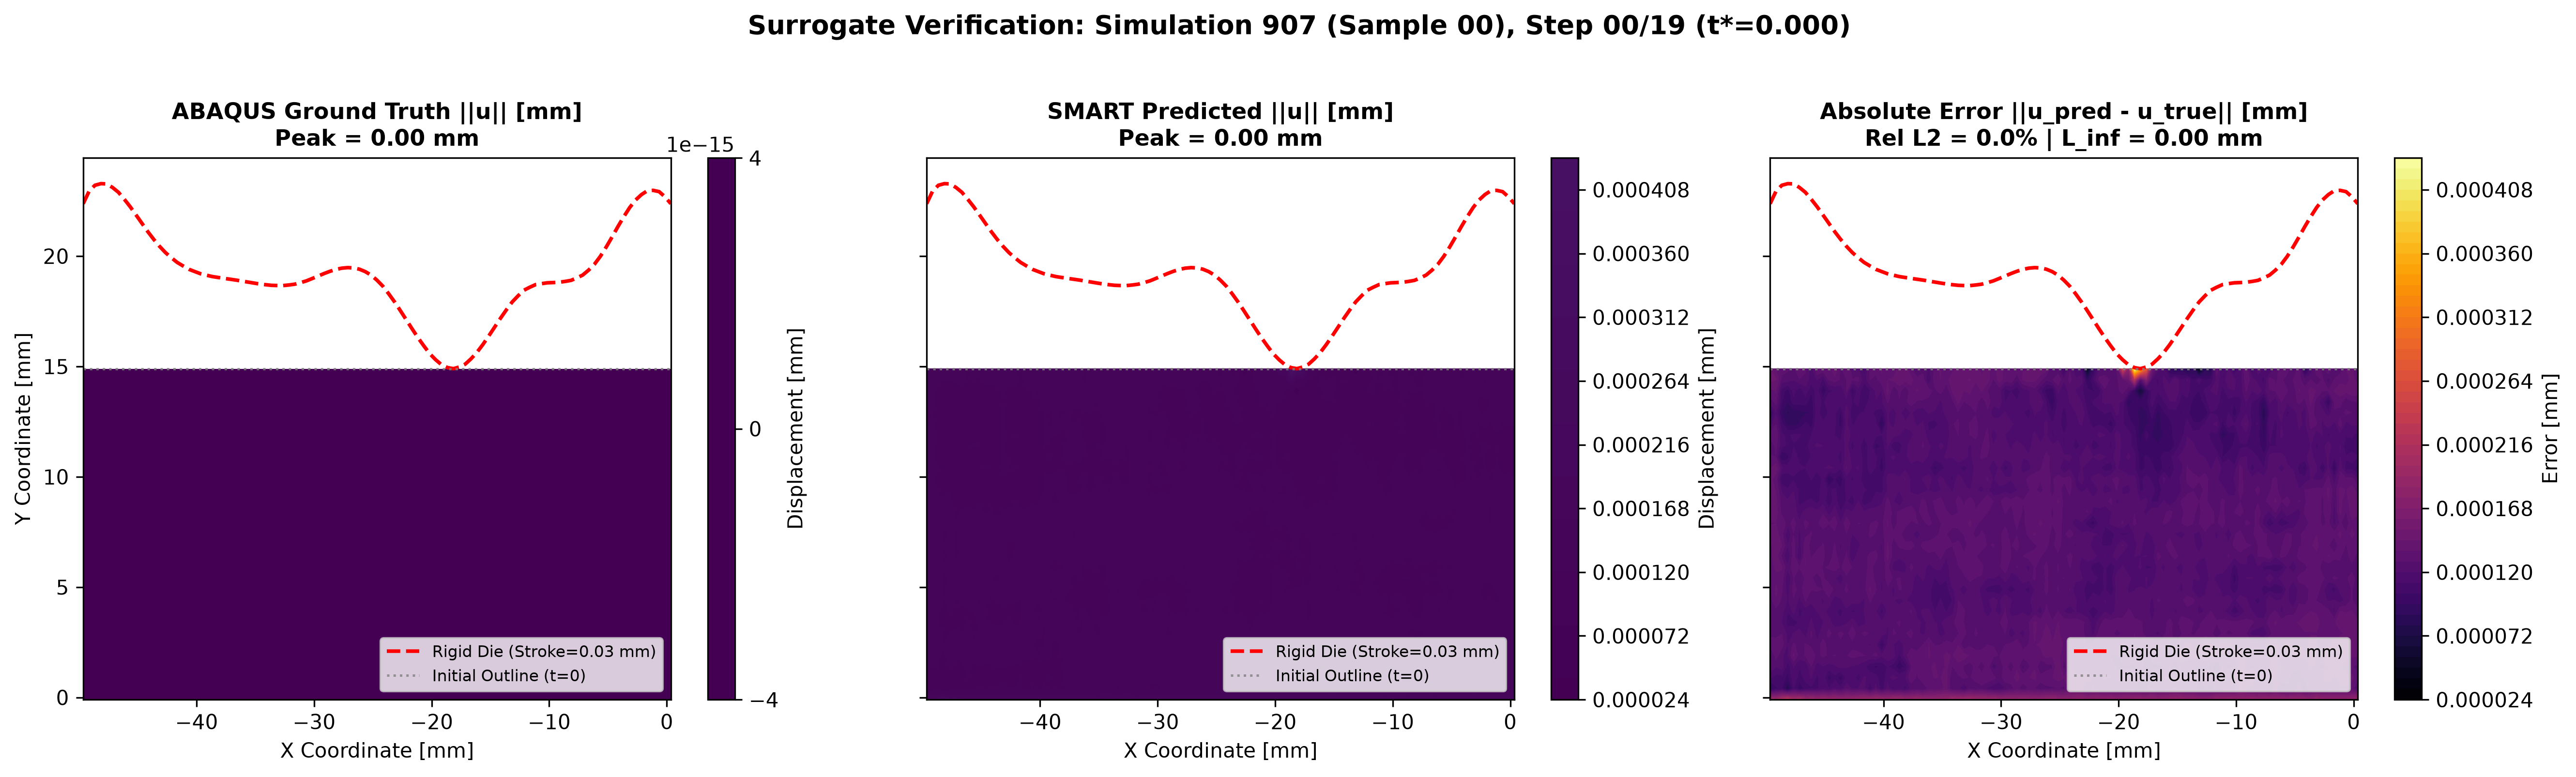 Surrogate Verification: Simulation 907 (Sample 00), Step 00/19 (t*=0.000)
ABAQUS Ground Truth ||u|| [mm]
Peak = 0.00 mm
1e−15
4
0
−4
Displacement [mm]
Y Coordinate [mm]
20
15
10
5
0
−40
−30
−20
−10
0
X Coordinate [mm]
Rigid Die (Stroke=0.03 mm)
Initial Outline (t=0)
SMART Predicted ||u|| [mm]
Peak = 0.00 mm
0.000408
0.000360
0.000312
0.000264
0.000216
0.000168
0.000120
0.000072
0.000024
Displacement [mm]
−40
−30
−20
−10
0
X Coordinate [mm]
Rigid Die (Stroke=0.03 mm)
Initial Outline (t=0)
Absolute Error ||u_pred - u_true|| [mm]
Rel L2 = 0.0% | L_inf = 0.00 mm
0.000408
0.000360
0.000312
0.000264
0.000216
0.000168
0.000120
0.000072
0.000024
Error [mm]
−40
−30
−20
−10
0
X Coordinate [mm]
Rigid Die (Stroke=0.03 mm)
Initial Outline (t=0)